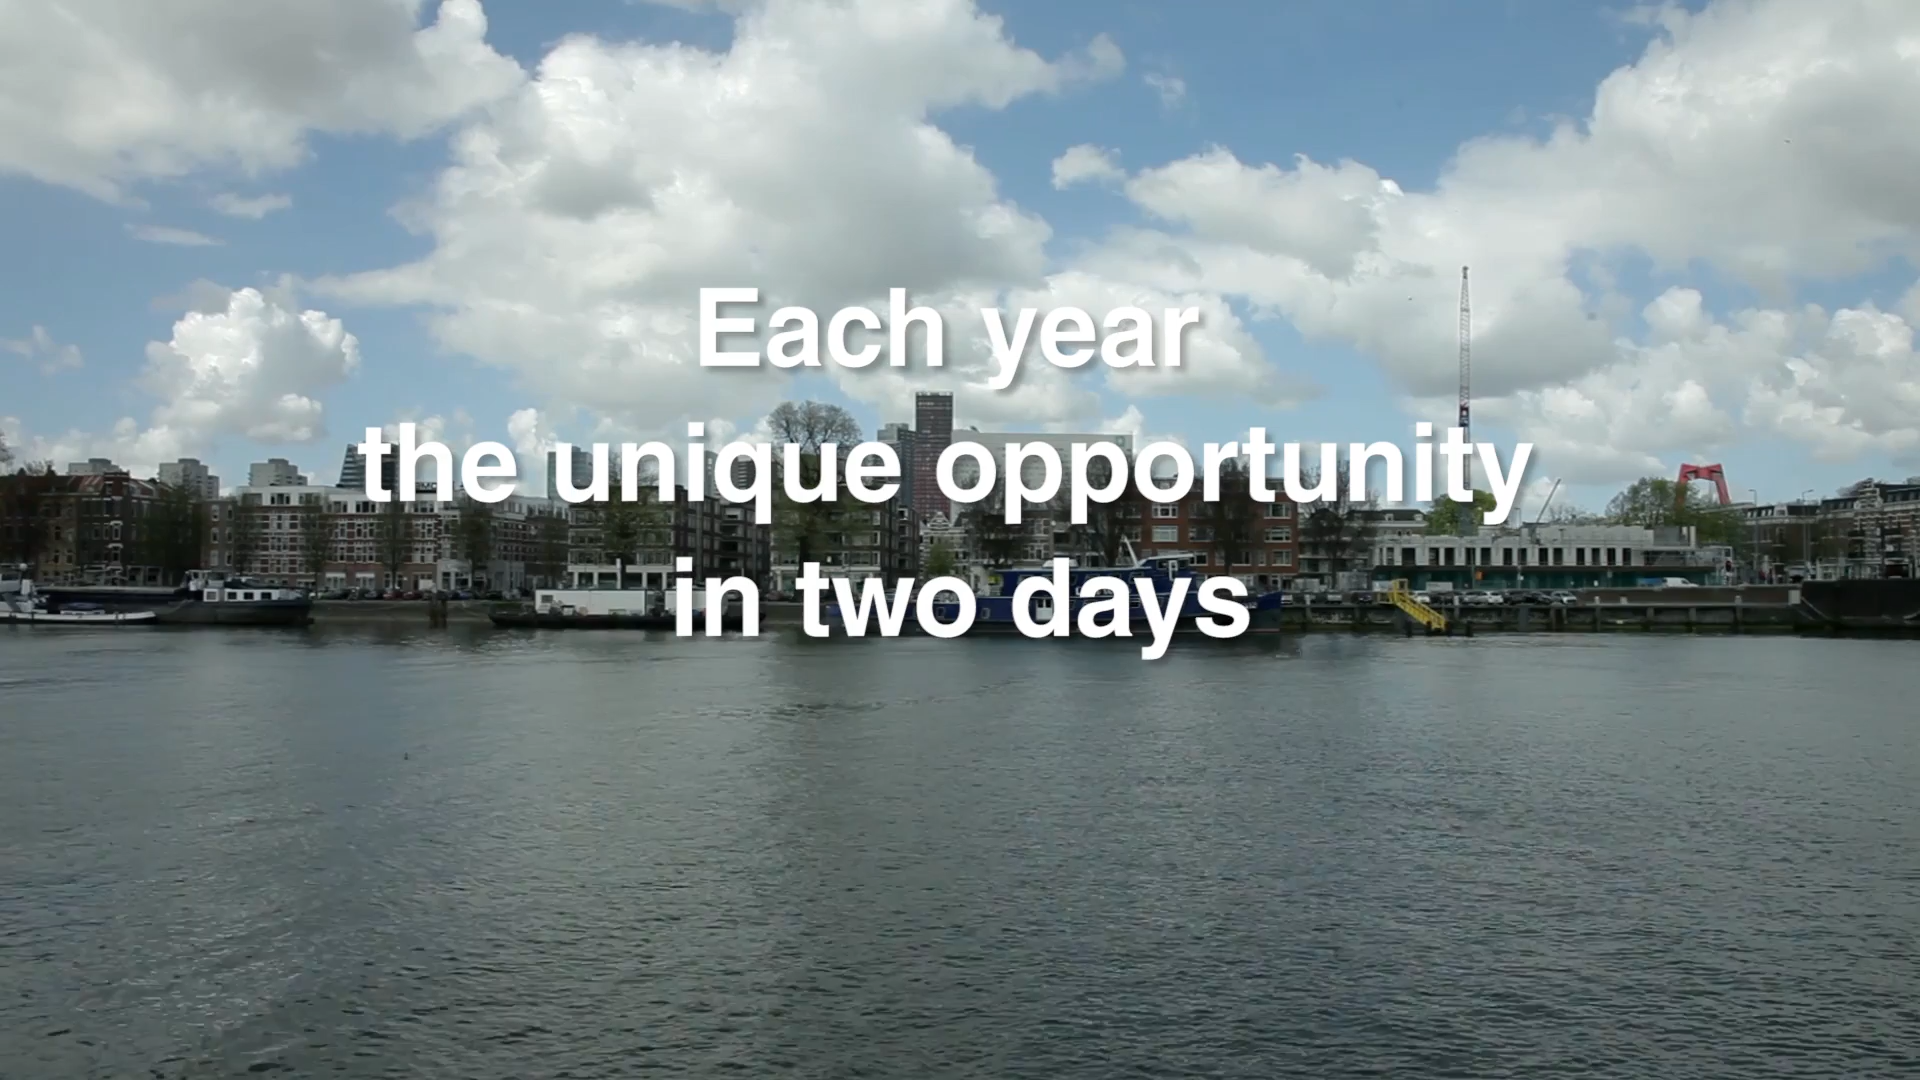 Each year
the unique opportunity
in two days